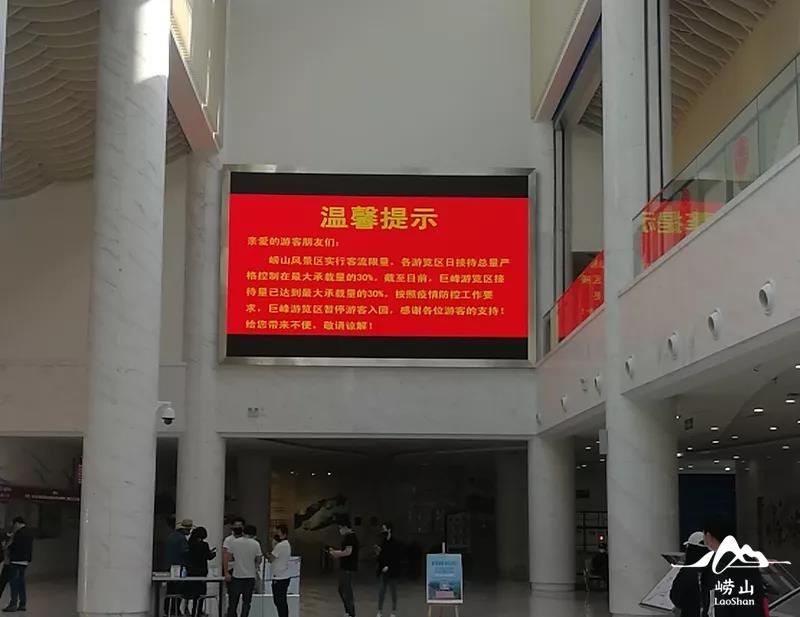 温馨提示
亲爱的游客朋友们：
崂山风景区实行客流限量，各游览区日接待总量严
格控制在最大承载量的30%。截至目前，巨峰游览区接
待量已达到最大承载量的30%，按照疫情防控工作要
求，巨峰游览区暂停游客入园，感谢各位游客的支持！
给您带来不便，敬请谅解！
崂山
LaoShan